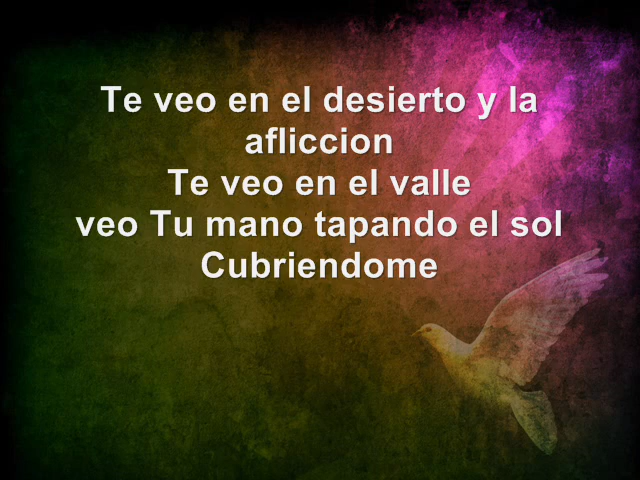 Te veo en el desierto y la
afliccion
Te veo en el valle
veo Tu mano tapando el sol
Cubriendome